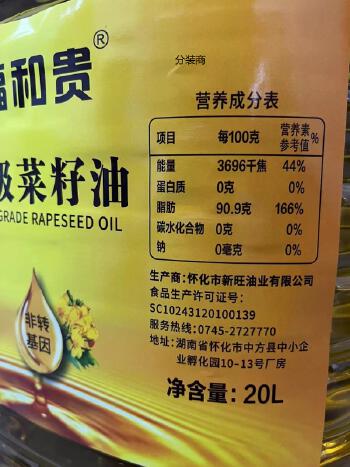 福和贵®
分装商
营养成分表
项目 每100克 营养素参考值%
能量 3696千焦 44%
蛋白质 0克 0%
脂肪 90.9克 166%
碳水化合物 0克 0%
钠 0毫克 0%
级菜籽油
GRADE RAPESEED OIL
非转
基因
生产商：怀化市新旺油业有限公司
食品生产许可证号：
SC10243120100139
服务热线：0745-2727770
地址：湖南省怀化市中方县中小企
业孵化园10-13号厂房
净含量：20L